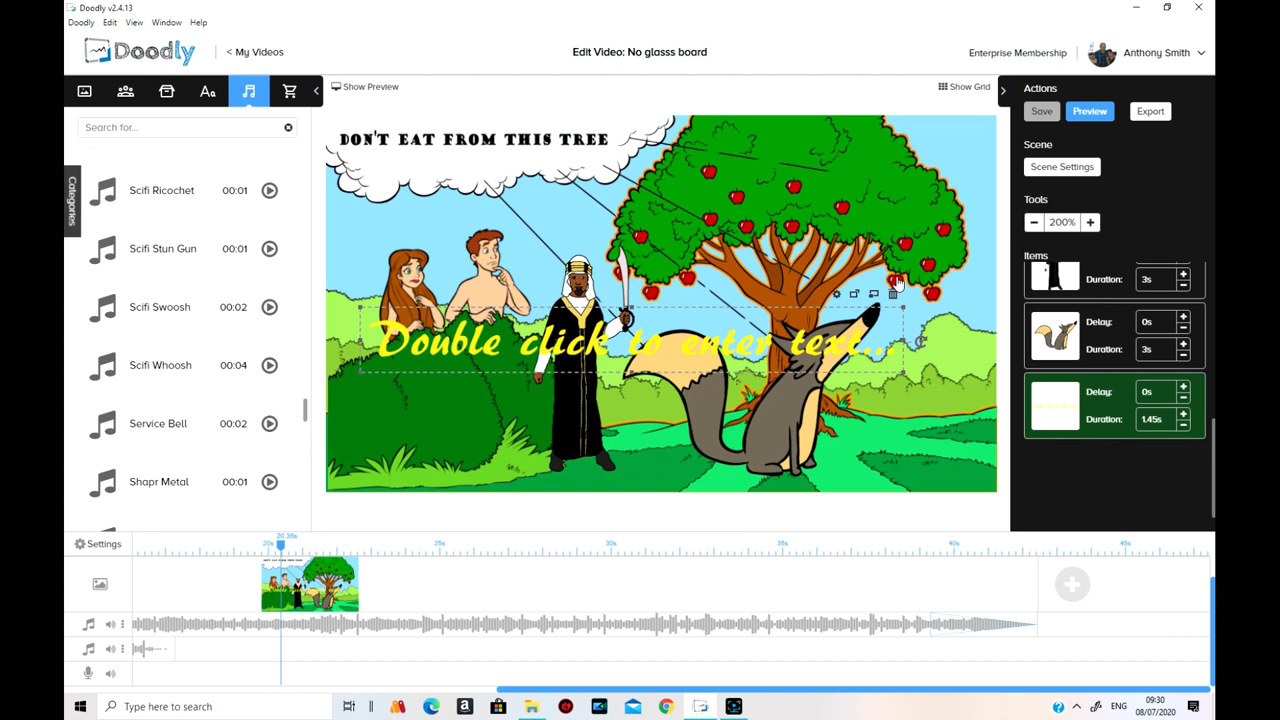 Doodly v2.4.13
Doodly Edit View Window Help
Doodly
< My Videos
Edit Video: No glasss board
Enterprise Membership
Anthony Smith
Aa
Show Preview
Show Grid
Search for...
Categories
Scifi Ricochet 00:01
Scifi Stun Gun 00:01
Scifi Swoosh 00:02
Scifi Whoosh 00:04
Service Bell 00:02
Shapr Metal 00:01
DON'T EAT FROM THIS TREE
Double click to enter text...
Actions
Save Preview Export
Scene
Scene Settings
Tools
- 200% +
Items
Duration: 3s
Delay: 0s
Duration: 3s
Delay: 0s
Duration: 1.45s
Settings
20s 20.38s 25s 30s 35s 40s 45s
Type here to search
ENG
09:30
08/07/2020